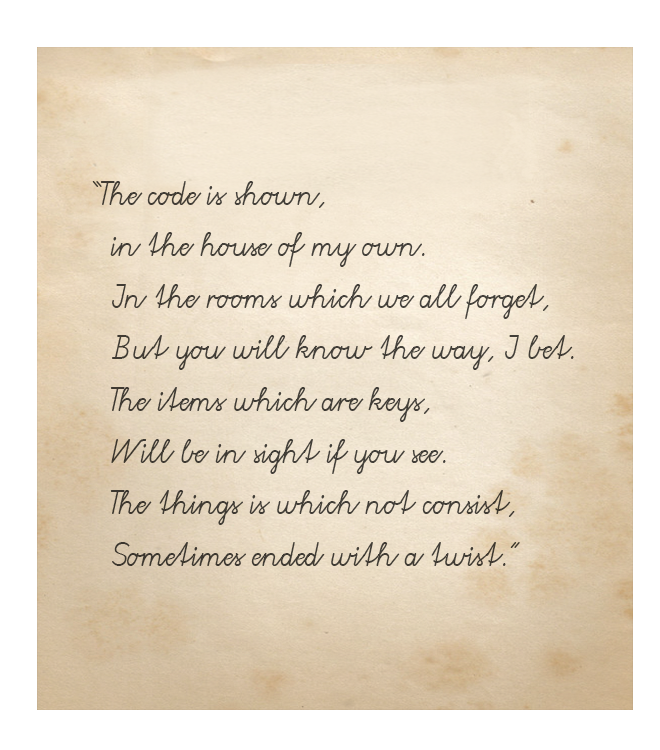 “The code is shown,
in the house of my own.
In the rooms which we all forget,
But you will know the way, I bet.
The items which are keys,
Will be in sight if you see.
The things is which not consist,
Sometimes ended with a twist.”